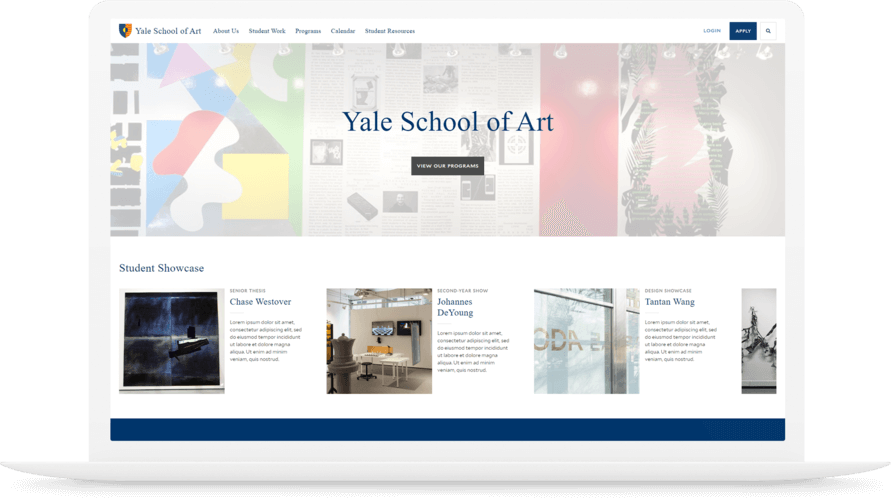 Yale School of Art About Us Student Work Programs Calendar Student Resources LOGIN APPLY
Yale School of Art
VIEW OUR PROGRAMS
Student Showcase
SENIOR THESIS
Chase Westover
Lorem ipsum dolor sit amet,
consectetur adipiscing elit, sed
do eiusmod tempor incididunt
ut labore et dolore magna
aliqua. Ut enim ad minim
veniam, quis nostrud.
SECOND YEAR SHOW
Johannes
DeYoung
Lorem ipsum dolor sit amet,
consectetur adipiscing elit, sed
do eiusmod tempor incididunt
ut labore et dolore magna
aliqua. Ut enim ad minim
veniam, quis nostrud.
ODA
DESIGN SHOWCASE
Tantan Wang
Lorem ipsum dolor sit amet,
consectetur adipiscing elit, sed
do eiusmod tempor incididunt
ut labore et dolore magna
aliqua. Ut enim ad minim
veniam, quis nostrud.